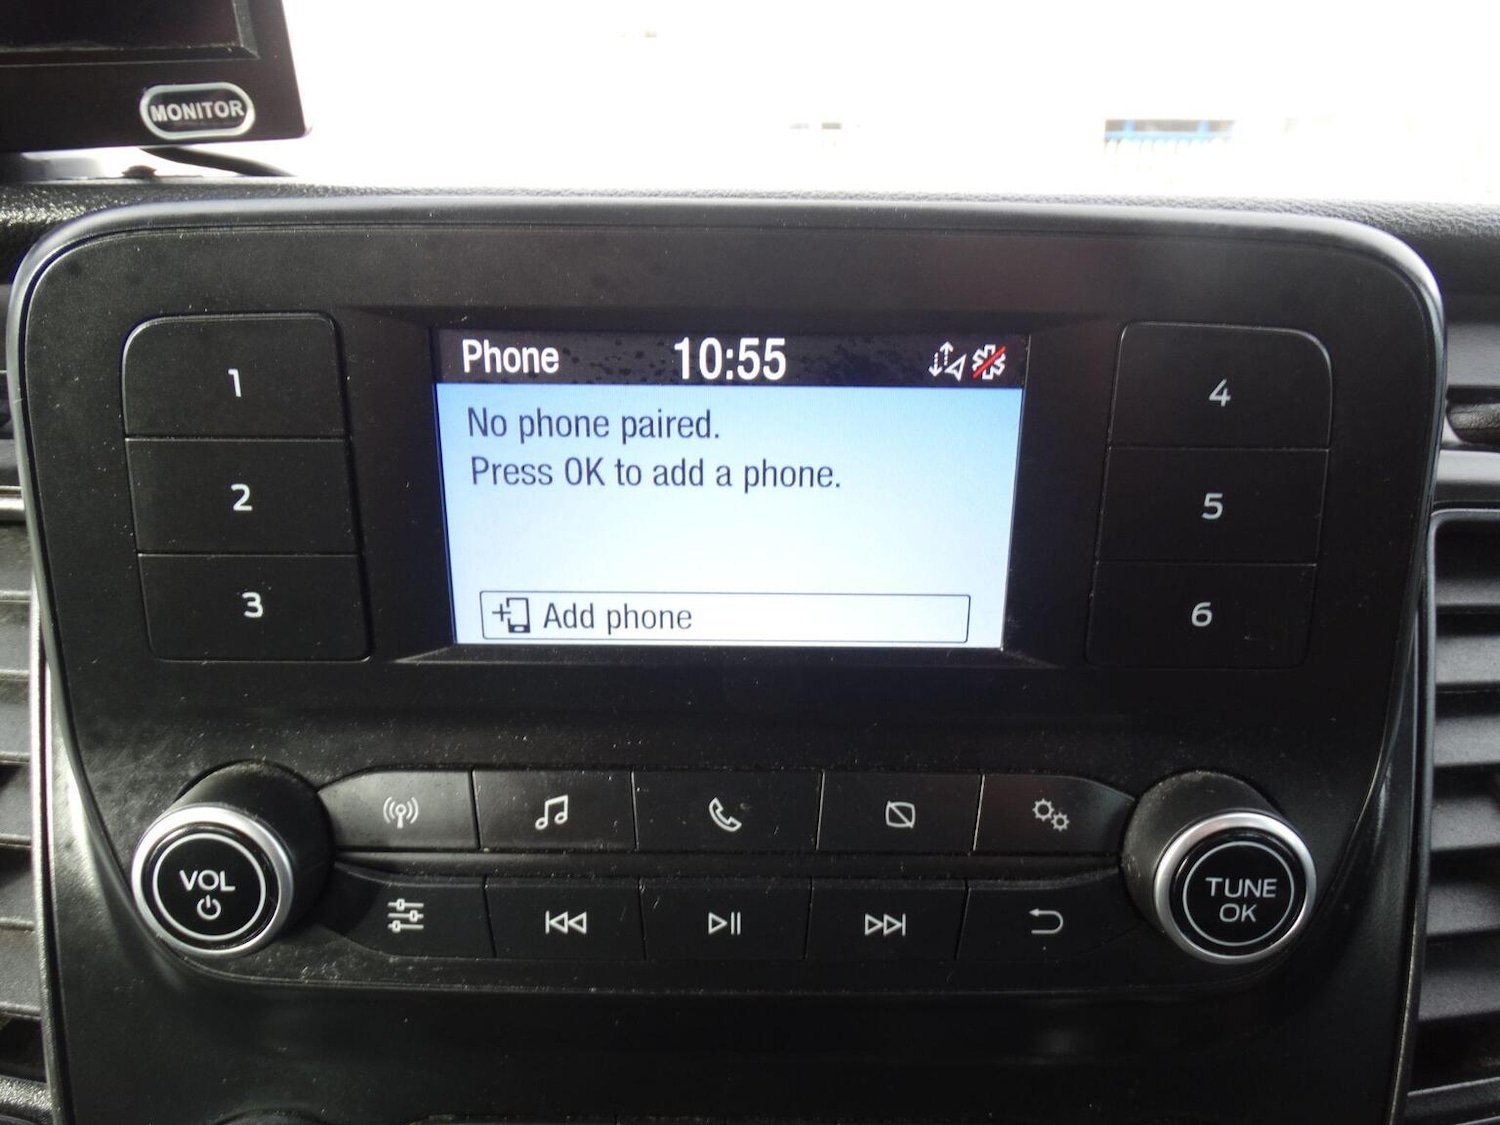 MONITOR
Phone 10:55
No phone paired.
Press OK to add a phone.
Add phone
1
2
3
4
5
6
VOL
TUNE
OK